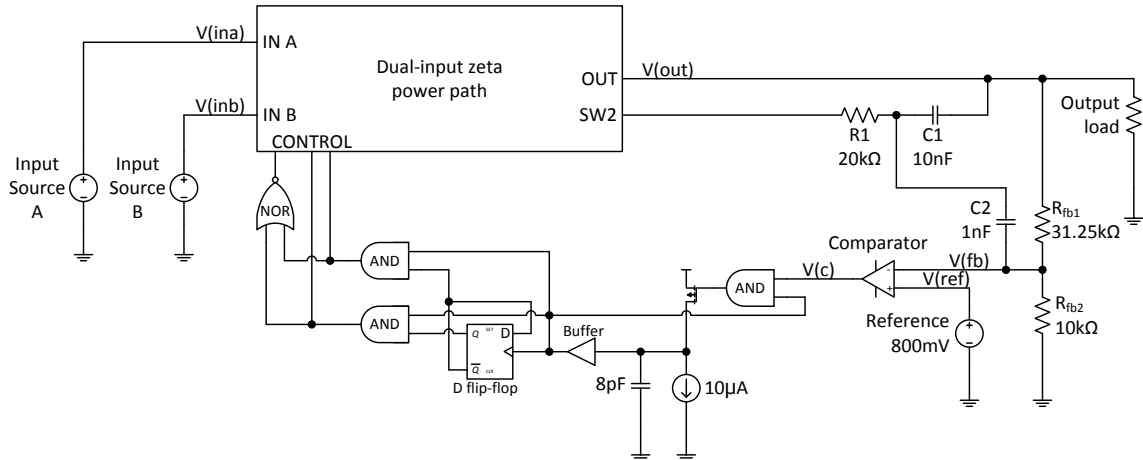 V(ina)
IN A
Dual-input zeta
power path
OUT
V(out)
V(inb)
IN B
SW2
CONTROL
R1
20kΩ
C1
10nF
Output
load
Input
Source
A
Input
Source
B
NOR
C2
1nF
Rfb1
31.25kΩ
AND
Comparator
V(fb)
V(c)
V(ref)
AND
-
+
AND
Reference
800mV
Rfb2
10kΩ
Q
SET
D
Buffer
Q
CLR
D flip-flop
8pF
10µA